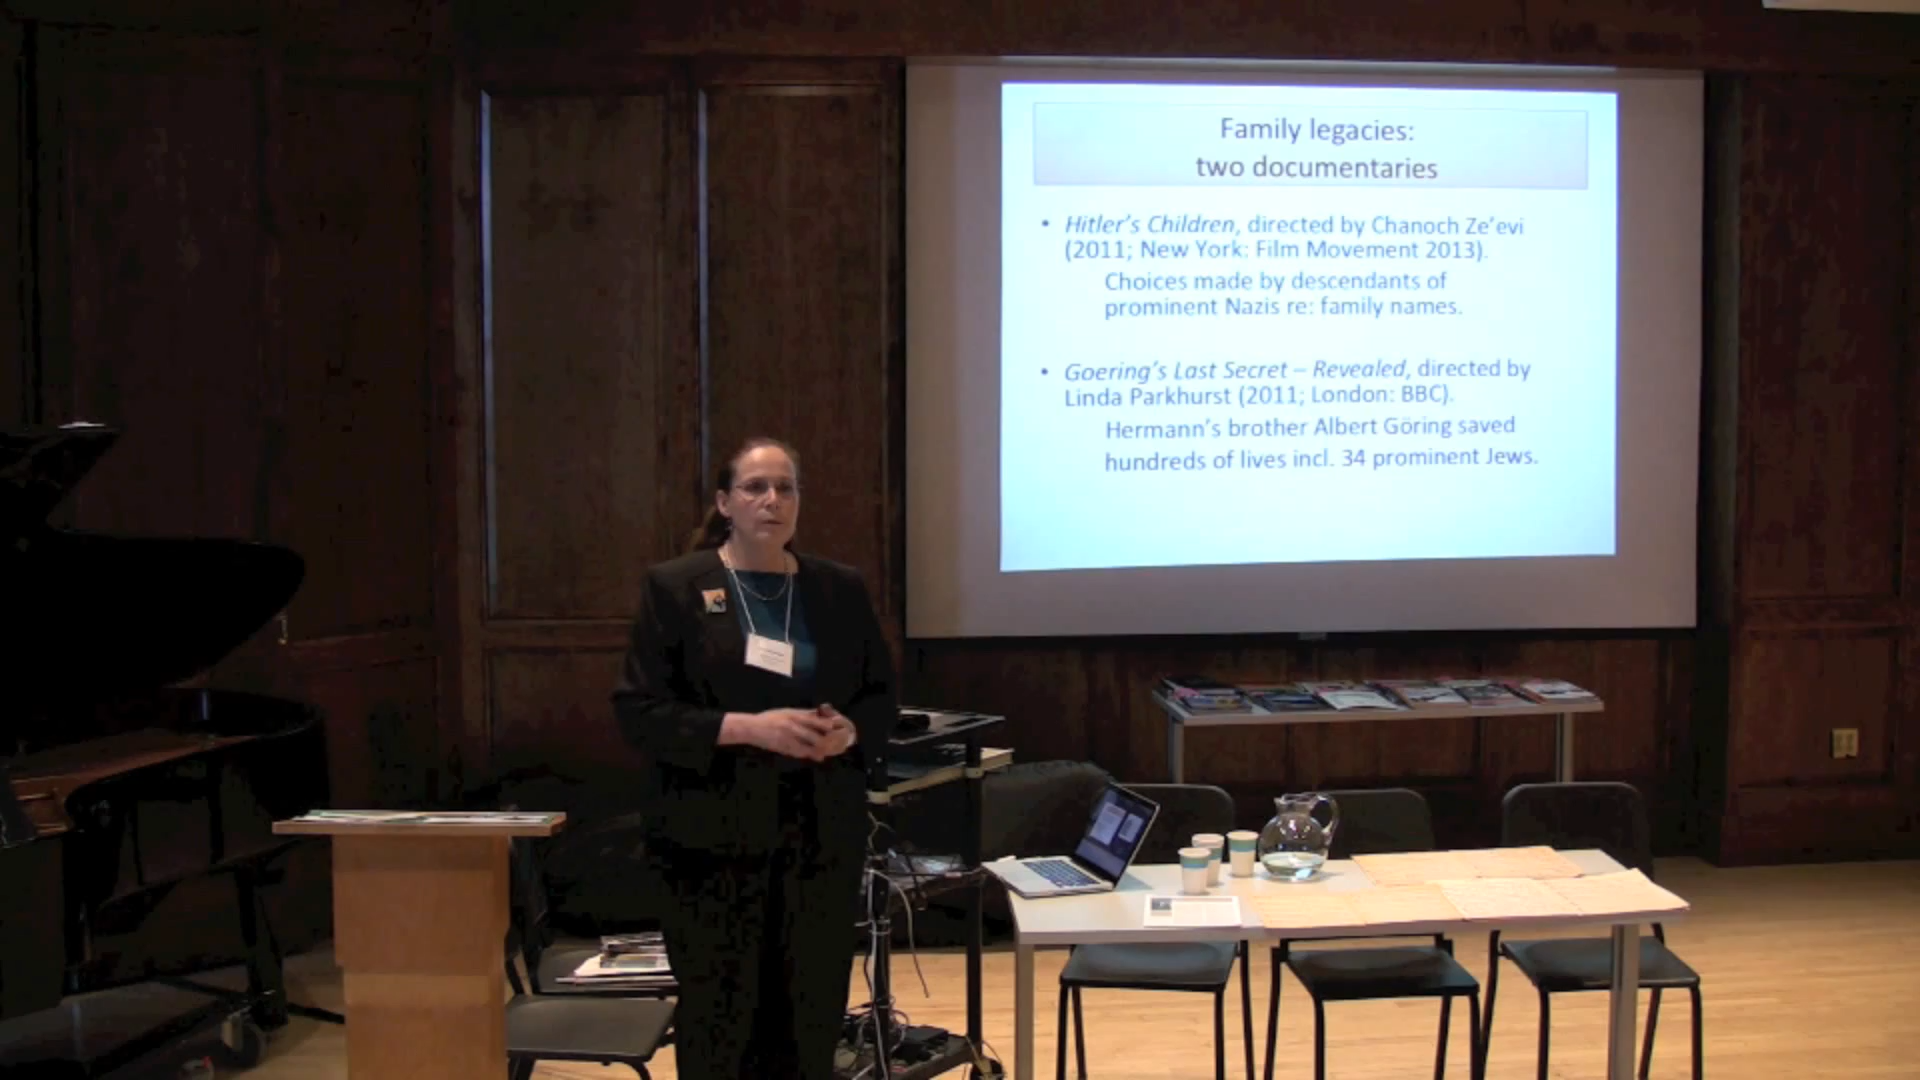 Family legacies:
two documentaries
• Hitler's Children, directed by Chanoch Ze'evi
(2011; New York: Film Movement 2013).
Choices made by descendants of
prominent Nazis re: family names.
• Goering's Last Secret – Revealed, directed by
Linda Parkhurst (2011; London: BBC).
Hermann's brother Albert Göring saved
hundreds of lives incl. 34 prominent Jews.